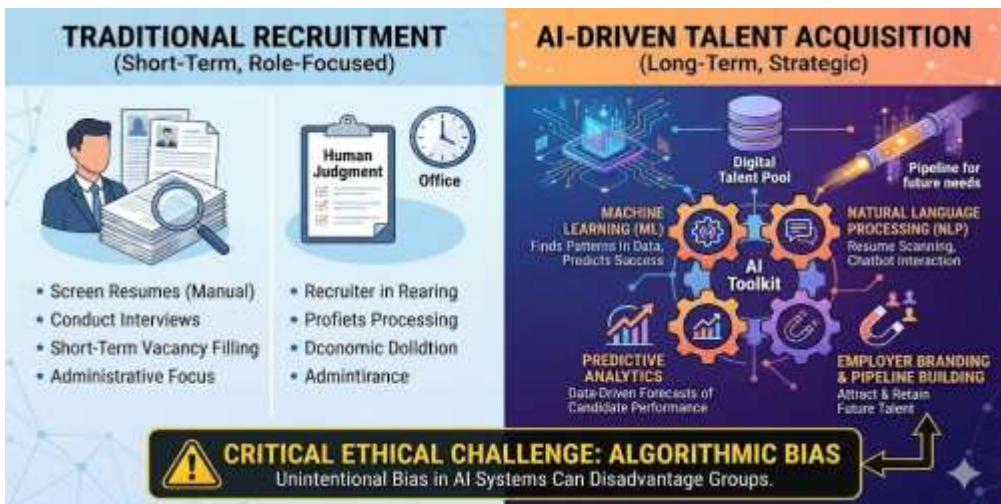 TRADITIONAL RECRUITMENT
(Short-Term, Role-Focused)
Human
Judgment
Office
• Screen Resumes (Manual)
• Conduct Interviews
• Short-Term Vacancy Filling
• Administrative Focus
• Recruiter in Rearing
• Profiets Processing
• Dconomic Dolldtion
• Admintirance
AI-DRIVEN TALENT ACQUISITION
(Long-Term, Strategic)
Digital
Talent Pool
Pipeline for
future needs
MACHINE
LEARNING (ML)
Finds Patterns in Data,
Predicts Success
NATURAL LANGUAGE
PROCESSING (NLP)
Resume Scanning,
Chatbot Interaction
AI
Toolkit
PREDICTIVE
ANALYTICS
Data-Driven Forecasts of
Candidate Performance
EMPLOYER BRANDING
& PIPELINE BUILDING
Attract & Retain
Future Talent
CRITICAL ETHICAL CHALLENGE: ALGORITHMIC BIAS
Unintentional Bias in AI Systems Can Disadvantage Groups.